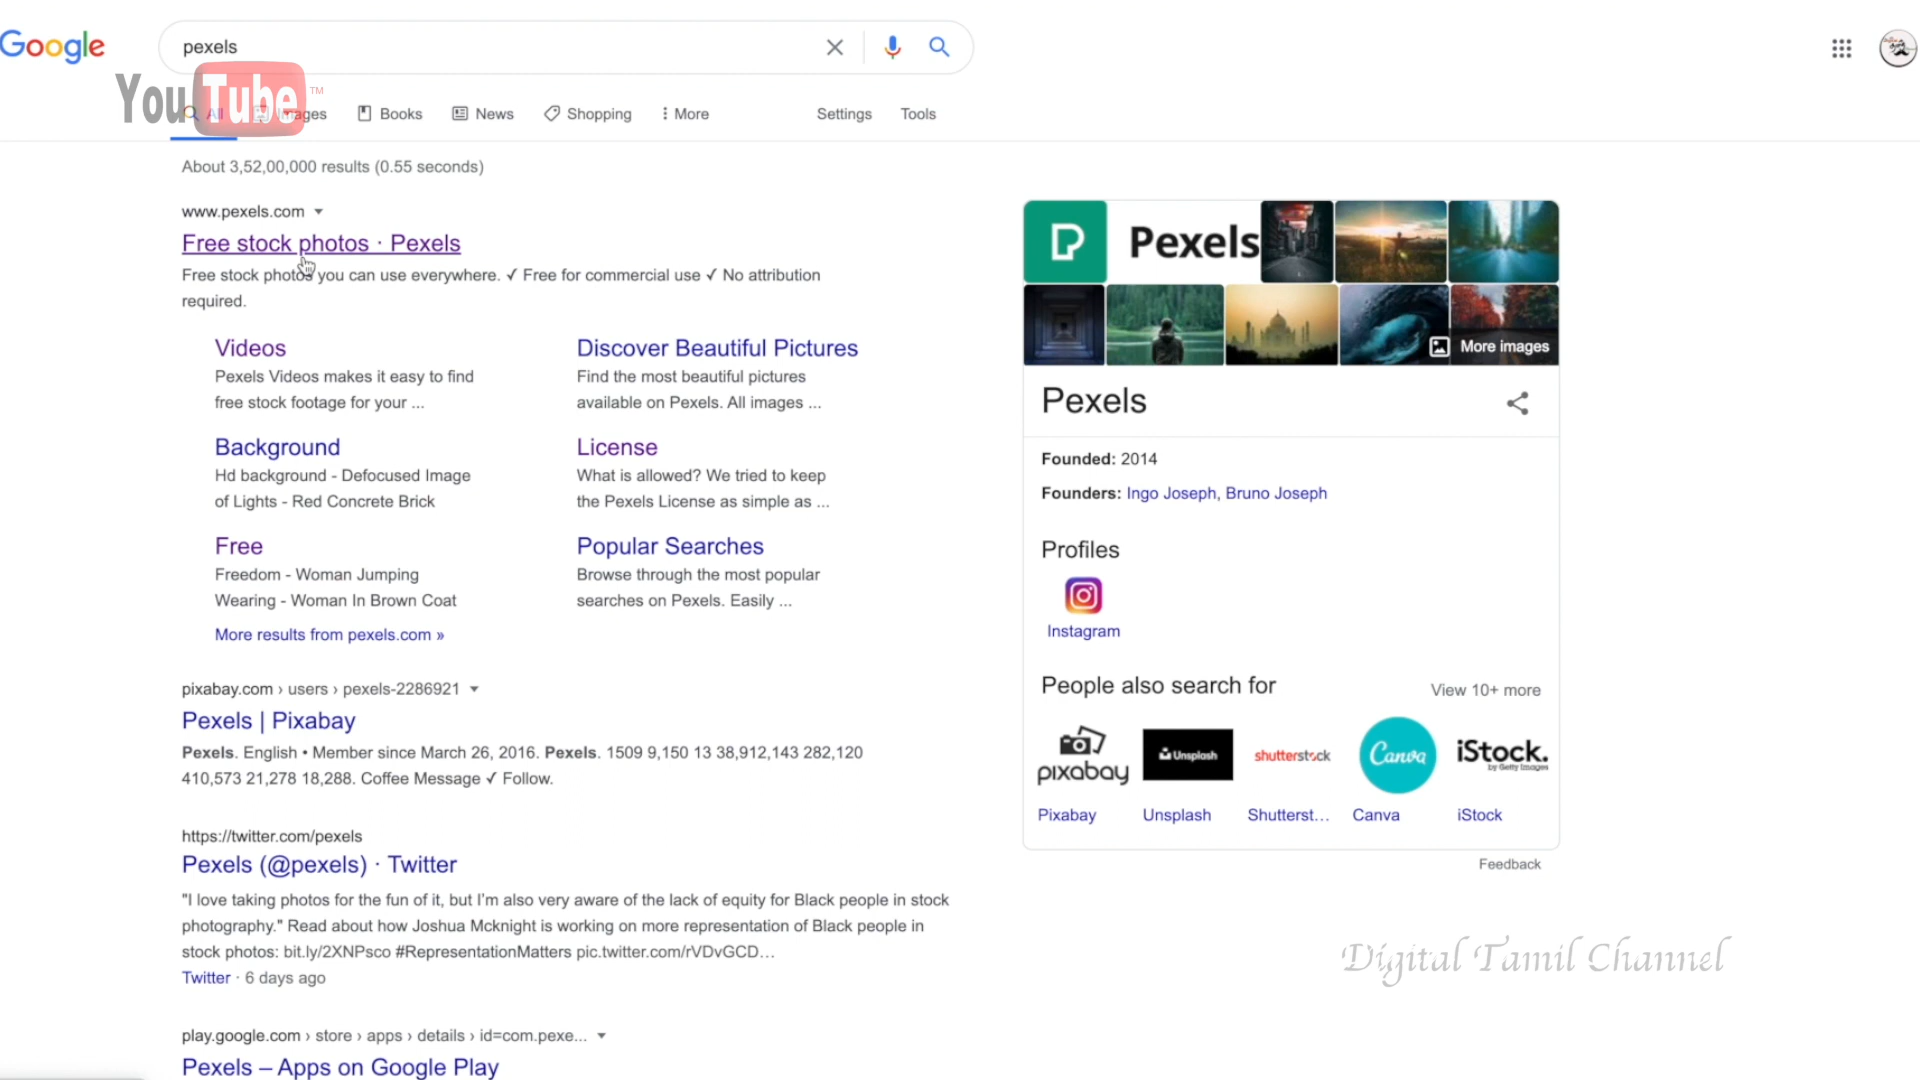 Google
pexels
YouTube™
All Images Books News Shopping More Settings Tools
About 3,52,00,000 results (0.55 seconds)
www.pexels.com
Free stock photos · Pexels
Free stock photos you can use everywhere. ✓ Free for commercial use ✓ No attribution
required.
Videos
Pexels Videos makes it easy to find
free stock footage for your ...
Discover Beautiful Pictures
Find the most beautiful pictures
available on Pexels. All images ...
Background
Hd background - Defocused Image
of Lights - Red Concrete Brick
License
What is allowed? We tried to keep
the Pexels License as simple as ...
Free
Freedom - Woman Jumping
Wearing - Woman In Brown Coat
Popular Searches
Browse through the most popular
searches on Pexels. Easily ...
More results from pexels.com »
pixabay.com › users › pexels-2286921
Pexels | Pixabay
Pexels. English • Member since March 26, 2016. Pexels. 1509 9,150 13 38,912,143 282,120
410,573 21,278 18,288. Coffee Message ✓ Follow.
https://twitter.com/pexels
Pexels (@pexels) · Twitter
"I love taking photos for the fun of it, but I'm also very aware of the lack of equity for Black people in stock
photography." Read about how Joshua Mcknight is working on more representation of Black people in
stock photos: bit.ly/2XNPsco #RepresentationMatters pic.twitter.com/rVDvGCD…
Twitter · 6 days ago
play.google.com › store › apps › details › id=com.pexe...
Pexels – Apps on Google Play
Pexels
More images
Pexels
Founded: 2014
Founders: Ingo Joseph, Bruno Joseph
Profiles
Instagram
People also search for
View 10+ more
pixabay
Unsplash
shutterstock
Canva
iStock.
by Getty Images
Pixabay
Unsplash
Shutterst...
Canva
iStock
Feedback
Digital Tamil Channel